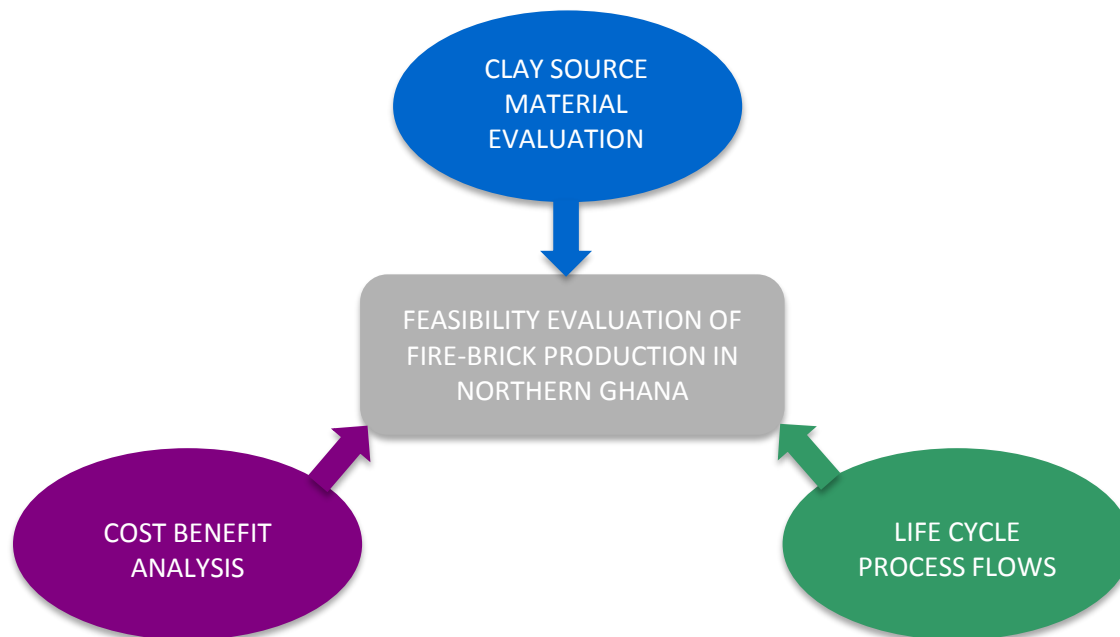 CLAY SOURCE
MATERIAL
EVALUATION
FEASIBILITY EVALUATION OF
FIRE-BRICK PRODUCTION IN
NORTHERN GHANA
COST BENEFIT
ANALYSIS
LIFE CYCLE
PROCESS FLOWS